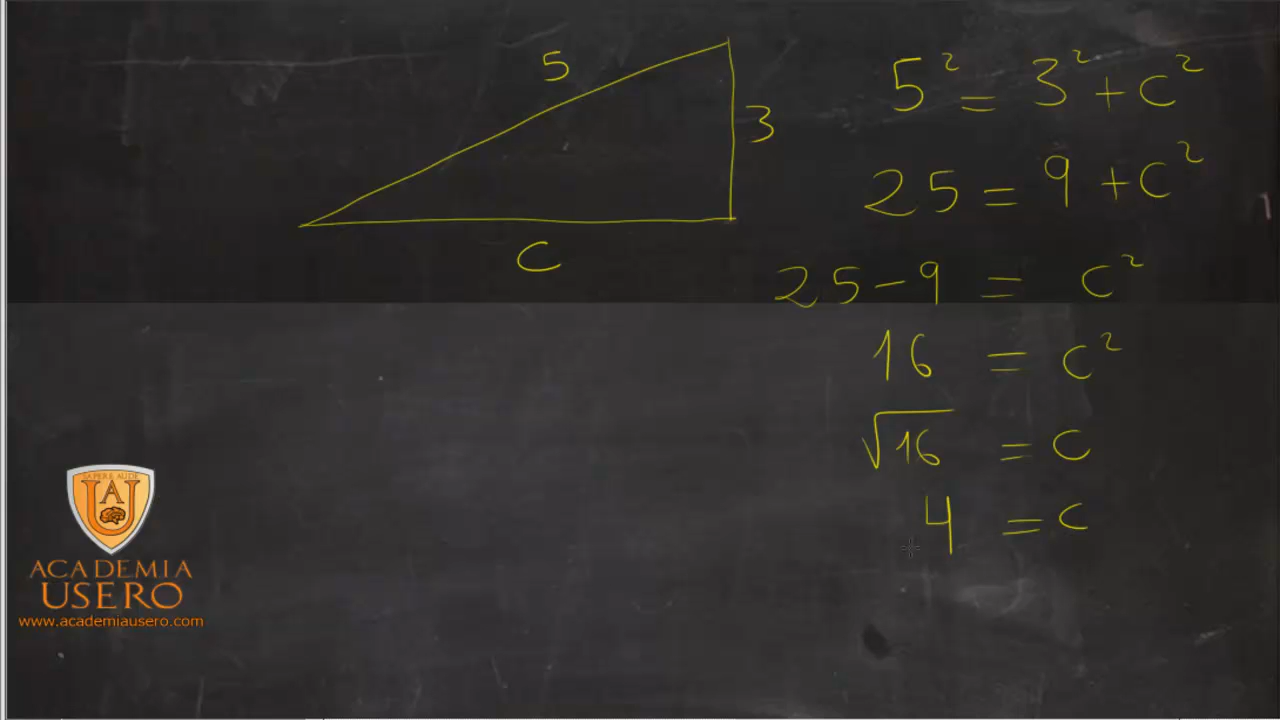 5
3
c
5² = 3² + c²
25 = 9 + c²
25 - 9 = c²
16 = c²
√16 = c
4 = c
SAPERE AUDE
UA
ACADEMIA
USERO
www.academiausero.com